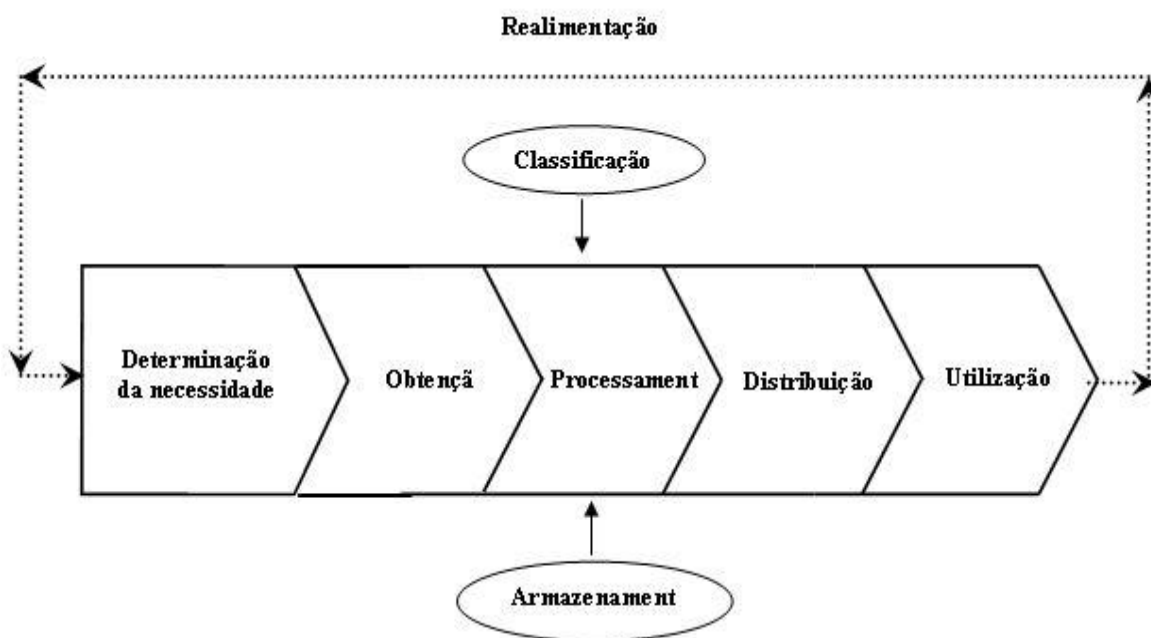 Realimentação
Classificação
Determinação
da necessidade
Obtençã
Processament
Distribuição
Utilização
Armazenament